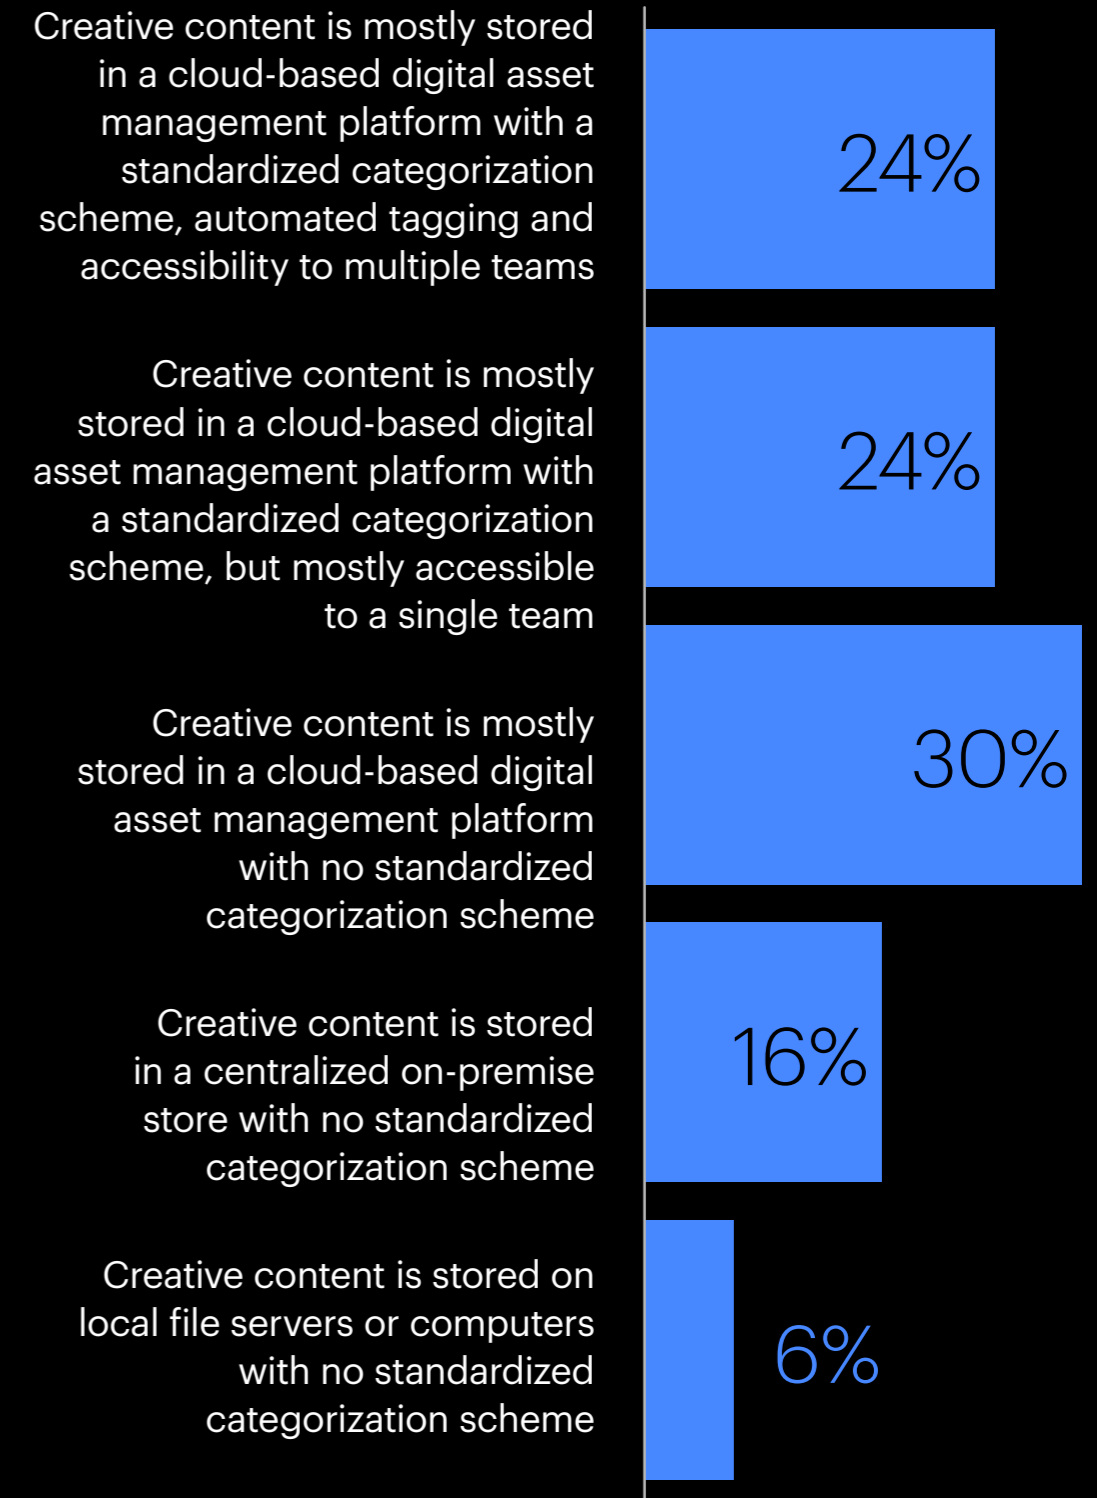 Creative content is mostly stored
in a cloud-based digital asset
management platform with a
standardized categorization
scheme, automated tagging and
accessibility to multiple teams
24%
Creative content is mostly
stored in a cloud-based digital
asset management platform with
a standardized categorization
scheme, but mostly accessible
to a single team
24%
Creative content is mostly
stored in a cloud-based digital
asset management platform
with no standardized
categorization scheme
30%
Creative content is stored
in a centralized on-premise
store with no standardized
categorization scheme
16%
Creative content is stored on
local file servers or computers
with no standardized
categorization scheme
6%